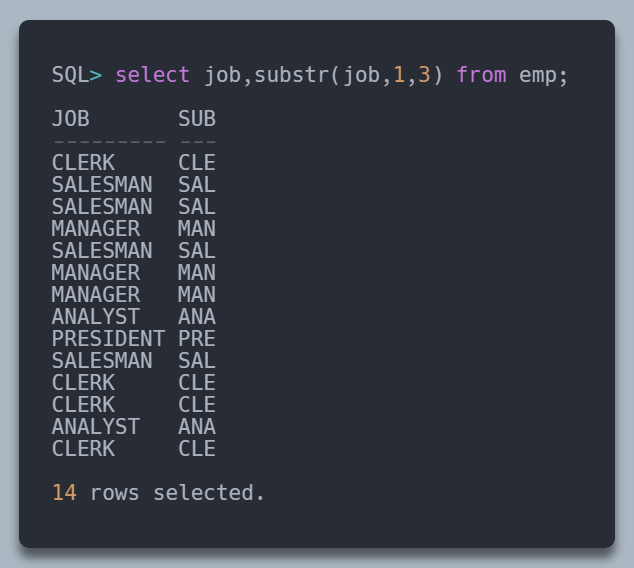 SQL> select job,substr(job,1,3) from emp;
JOB       SUB
--------- ---
CLERK     CLE
SALESMAN  SAL
SALESMAN  SAL
MANAGER   MAN
SALESMAN  SAL
MANAGER   MAN
MANAGER   MAN
ANALYST   ANA
PRESIDENT PRE
SALESMAN  SAL
CLERK     CLE
CLERK     CLE
ANALYST   ANA
CLERK     CLE
14 rows selected.